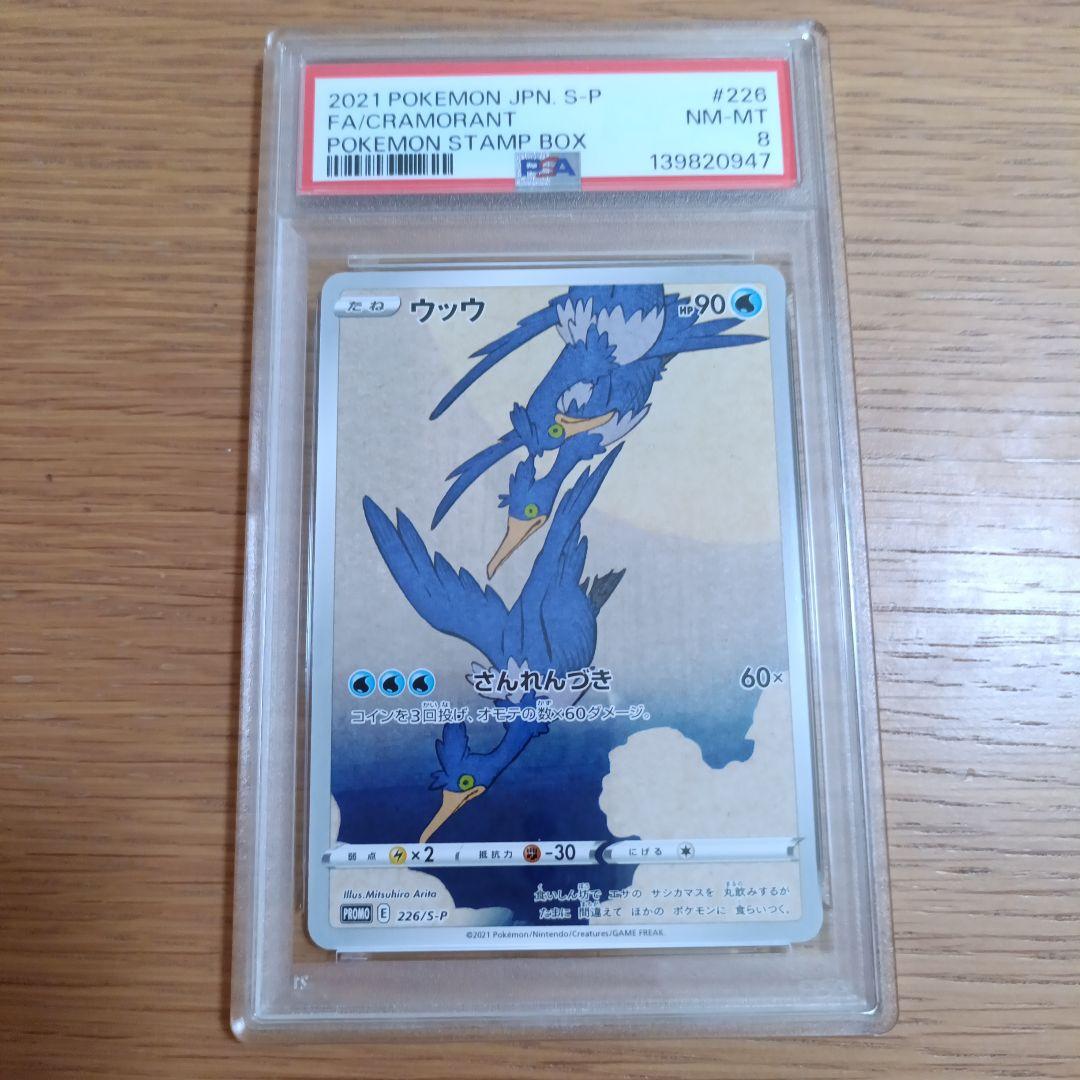 2021 POKEMON JPN. S-P #226
FA/CRAMORANT NM-MT
POKEMON STAMP BOX 8
PSA 139820947
たね ウッウ HP90
さんれんづき 60×
コインを3回投げ、オモテの数×60ダメージ。
弱点 ×2 抵抗力 -30 にげる
Illus.Mitsuhiro Arita
PROMO E 226/S-P
食いしん坊で エサの サシカマスを 丸飲みするが
たまに 間違えて ほかの ポケモンに 食らいつく。
©2021 Pokémon/Nintendo/Creatures/GAME FREAK.